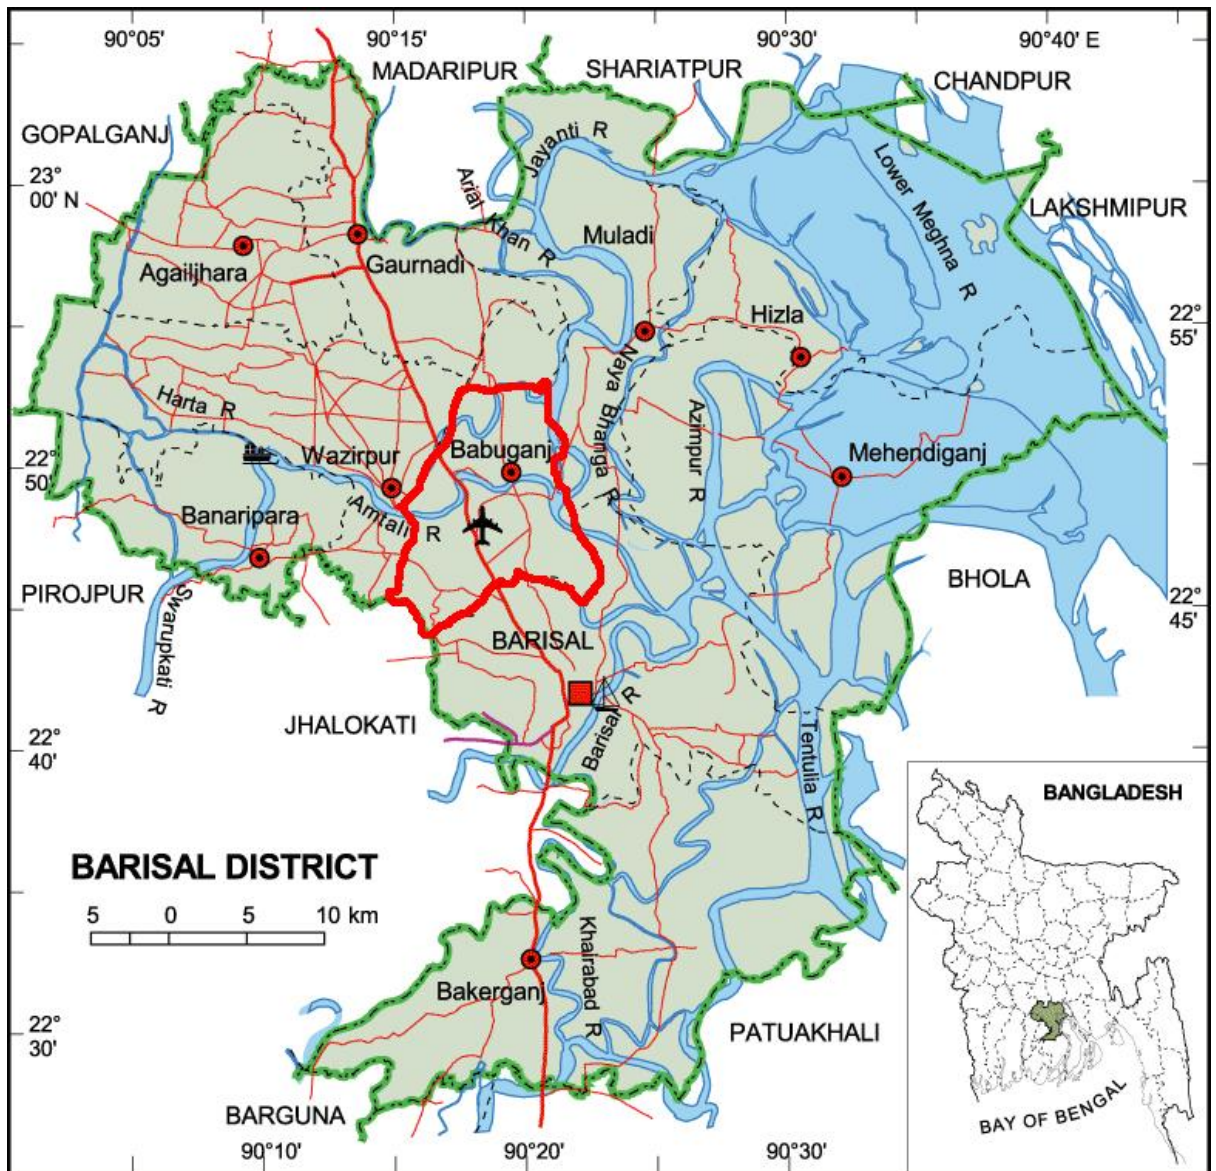 90°05'
90°15'
90°30'
90°40' E
MADARIPUR
SHARIATPUR
CHANDPUR
GOPALGANJ
Jayanti R
Lower Meghna R
23°
00' N
Arial Khan R
LAKSHMIPUR
Muladi
Agailjhara
Gaurnadi
Hizla
22°
55'
Naya Bhanga R
Harta R
Azimpur R
Wazirpur
Babuganj
Mehendiganj
22°
50'
Amtali R
Banaripara
PIROJPUR
Swarupkati R
BHOLA
22°
45'
BARISAL
JHALOKATI
Barisal R
Tentulia R
22°
40'
BANGLADESH
BARISAL DISTRICT
5 0 5 10 km
Khairabad R
Bakerganj
22°
30'
PATUAKHALI
BARGUNA
BAY OF BENGAL
90°10'
90°20'
90°30'